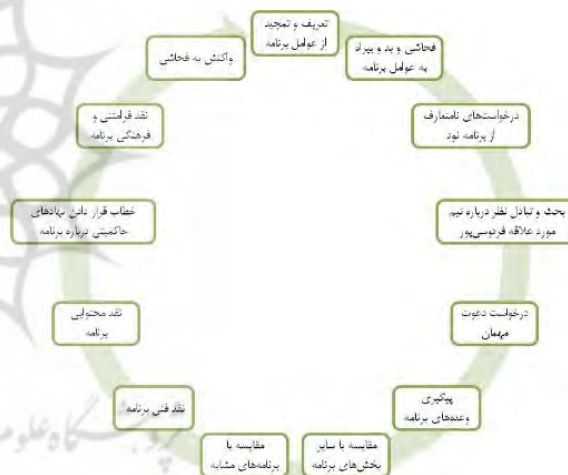 تعریف و تمجید
از عوامل برنامه
فحاشی و بد و بیراه
به عوامل برنامه
درخواست‌های نامتعارف
از برنامه نود
بحث و تبادل نظر درباره تیم
مورد علاقه فردوسی‌پور
درخواست دعوت
مهمان
پیگیری
وعده‌های برنامه
مقایسه با سایر
بخش‌های برنامه
مقایسه با
برنامه‌های مشابه
نقد فنی برنامه
نقد محتوایی
برنامه
خطاب قرار دادن نهادهای
حاکمیتی درباره برنامه
نقد فرامتنی و
فرهنگی برنامه
واکنش به فحاشی
گاه علوم